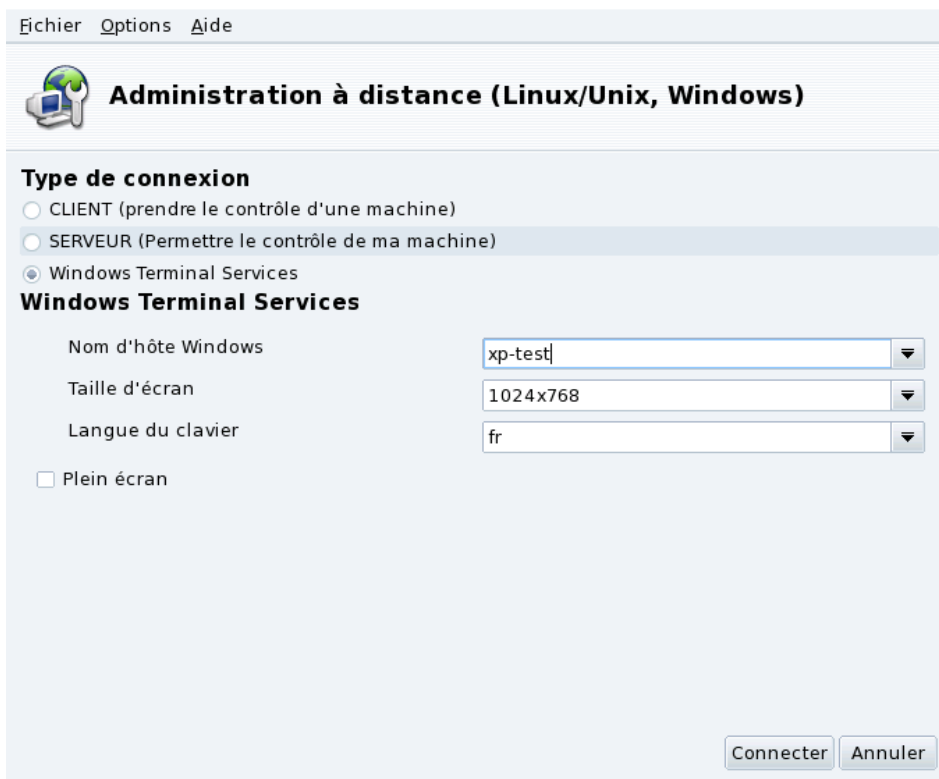 Fichier Options Aide
Administration à distance (Linux/Unix, Windows)
Type de connexion
CLIENT (prendre le contrôle d'une machine)
SERVEUR (Permettre le contrôle de ma machine)
Windows Terminal Services
Windows Terminal Services
Nom d'hôte Windows xp-test
Taille d'écran 1024x768
Langue du clavier fr
Plein écran
Connecter Annuler